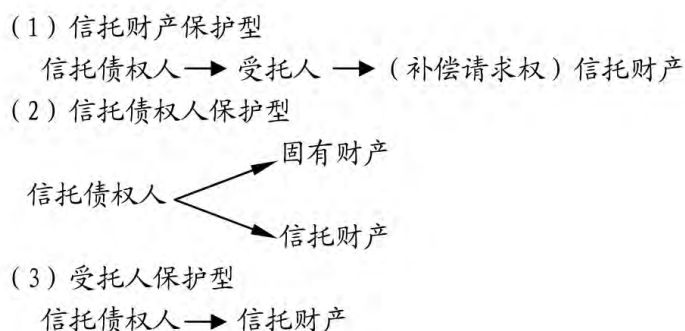 （1）信托财产保护型
信托债权人→受托人→（补偿请求权）信托财产
（2）信托债权人保护型
固有财产
信托债权人
信托财产
（3）受托人保护型
信托债权人→信托财产